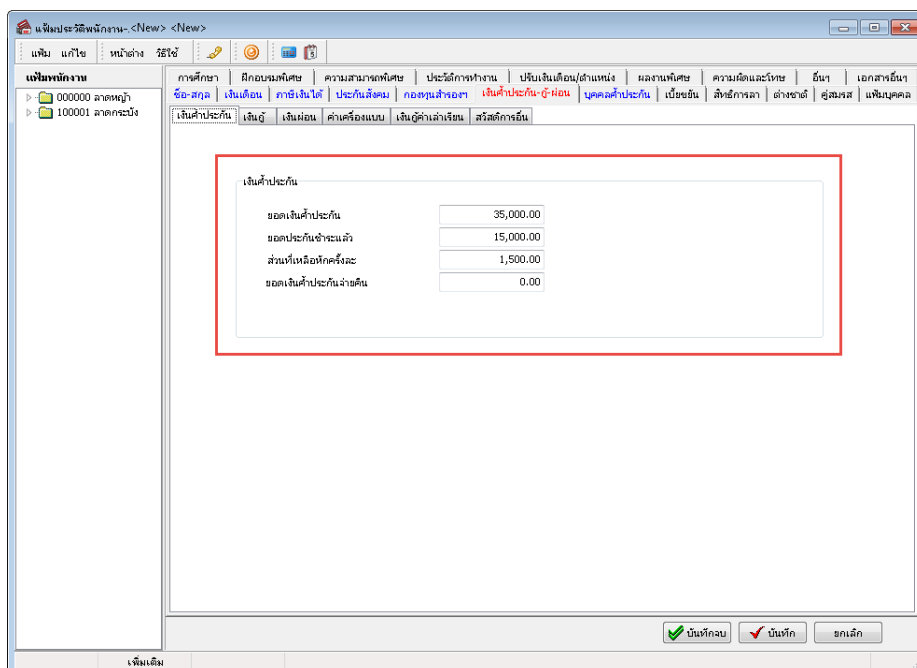 แฟ้มประวัติพนักงาน-.<New> <New>
แฟ้ม แก้ไข หน้าต่าง วิธีใช้
แฟ้มพนักงาน
000000 ลาดหญ้า
100001 ลาดกระบัง
การศึกษา ฝึกอบรมพิเศษ ความสามารถพิเศษ ประวัติการทำงาน ปรับเงินเดือน/ตำแหน่ง ผลงานพิเศษ ความผิดและโทษ อื่นๆ เอกสารอื่นๆ
ชื่อ-สกุล เงินเดือน ภาษีเงินได้ ประกันสังคม กองทุนสำรองฯ เงินค้ำประกัน-กู้-ผ่อน บุคคลค้ำประกัน เบี้ยขยัน สิทธิการลา ต่างชาติ คู่สมรส แฟ้มบุคคล
เงินค้ำประกัน เงินกู้ เงินผ่อน ค่าเครื่องแบบ เงินกู้ค่าเล่าเรียน สวัสดิการอื่น
เงินค้ำประกัน
ยอดเงินค้ำประกัน 35,000.00
ยอดประกันชำระแล้ว 15,000.00
ส่วนที่เหลือหักครั้งละ 1,500.00
ยอดเงินค้ำประกันจ่ายคืน 0.00
บันทึกจบ บันทึก ยกเลิก
เพิ่มเติม